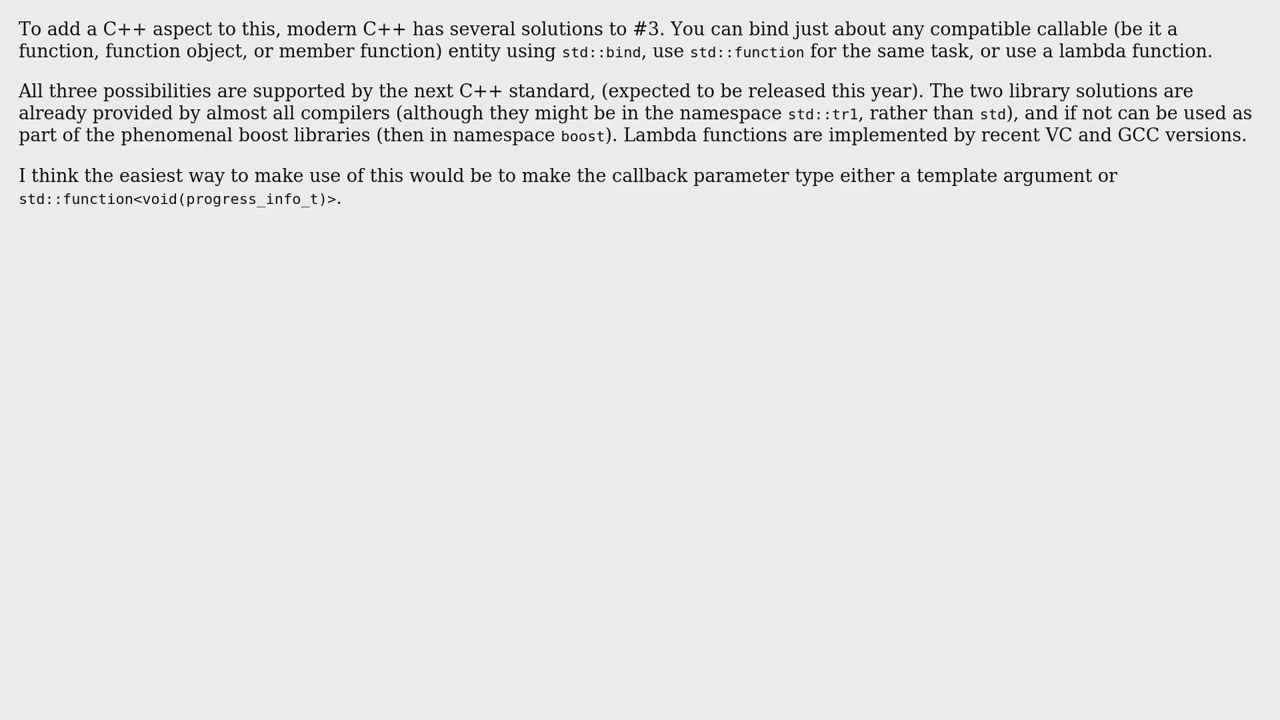 To add a C++ aspect to this, modern C++ has several solutions to #3. You can bind just about any compatible callable (be it a
function, function object, or member function) entity using std::bind, use std::function for the same task, or use a lambda function.
All three possibilities are supported by the next C++ standard, (expected to be released this year). The two library solutions are
already provided by almost all compilers (although they might be in the namespace std::tr1, rather than std), and if not can be used as
part of the phenomenal boost libraries (then in namespace boost). Lambda functions are implemented by recent VC and GCC versions.
I think the easiest way to make use of this would be to make the callback parameter type either a template argument or
std::function<void(progress_info_t)>.